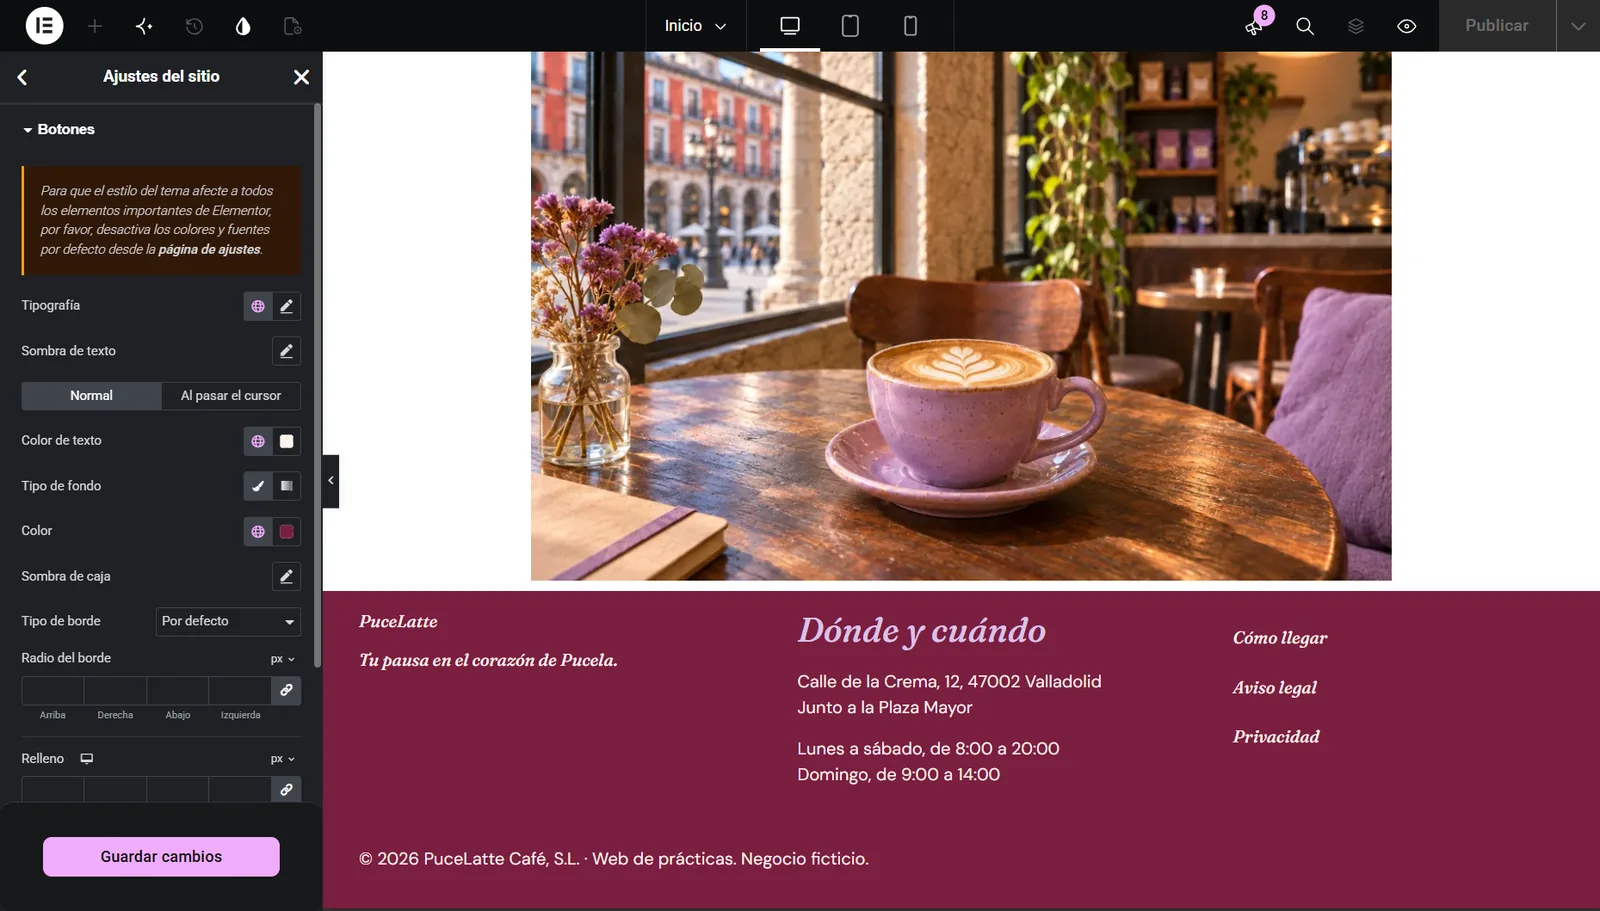 Inicio
8
Publicar
Ajustes del sitio
Botones
Para que el estilo del tema afecte a todos
los elementos importantes de Elementor,
por favor, desactiva los colores y fuentes
por defecto desde la página de ajustes.
Tipografía
Sombra de texto
Normal
Al pasar el cursor
Color de texto
Tipo de fondo
Color
Sombra de caja
Tipo de borde
Por defecto
Radio del borde
px
Arriba
Derecha
Abajo
Izquierda
Relleno
px
Guardar cambios
PuceLatte
Tu pausa en el corazón de Pucela.
Dónde y cuándo
Calle de la Crema, 12, 47002 Valladolid
Junto a la Plaza Mayor
Lunes a sábado, de 8:00 a 20:00
Domingo, de 9:00 a 14:00
Cómo llegar
Aviso legal
Privacidad
© 2026 PuceLatte Café, S.L. · Web de prácticas. Negocio ficticio.